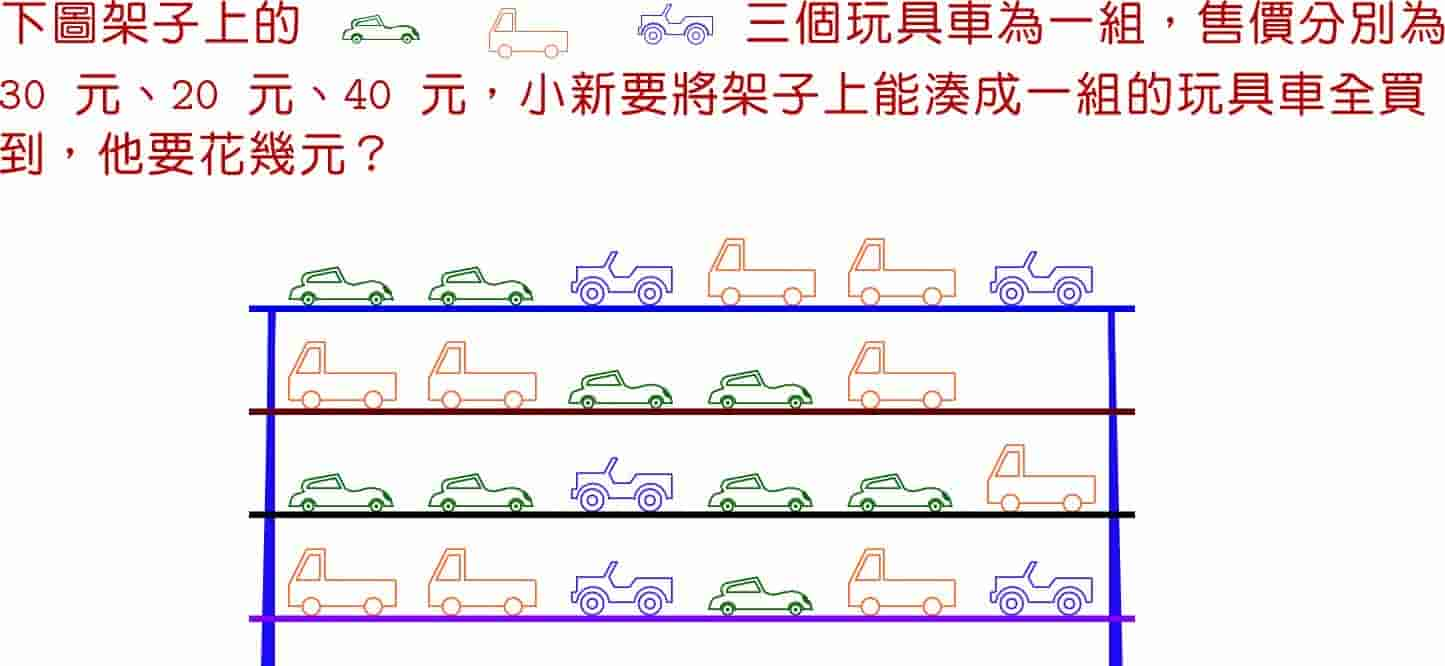 下圖架子上的 三個玩具車為一組，售價分別為
30 元、20 元、40 元，小新要將架子上能湊成一組的玩具車全買
到，他要花幾元？